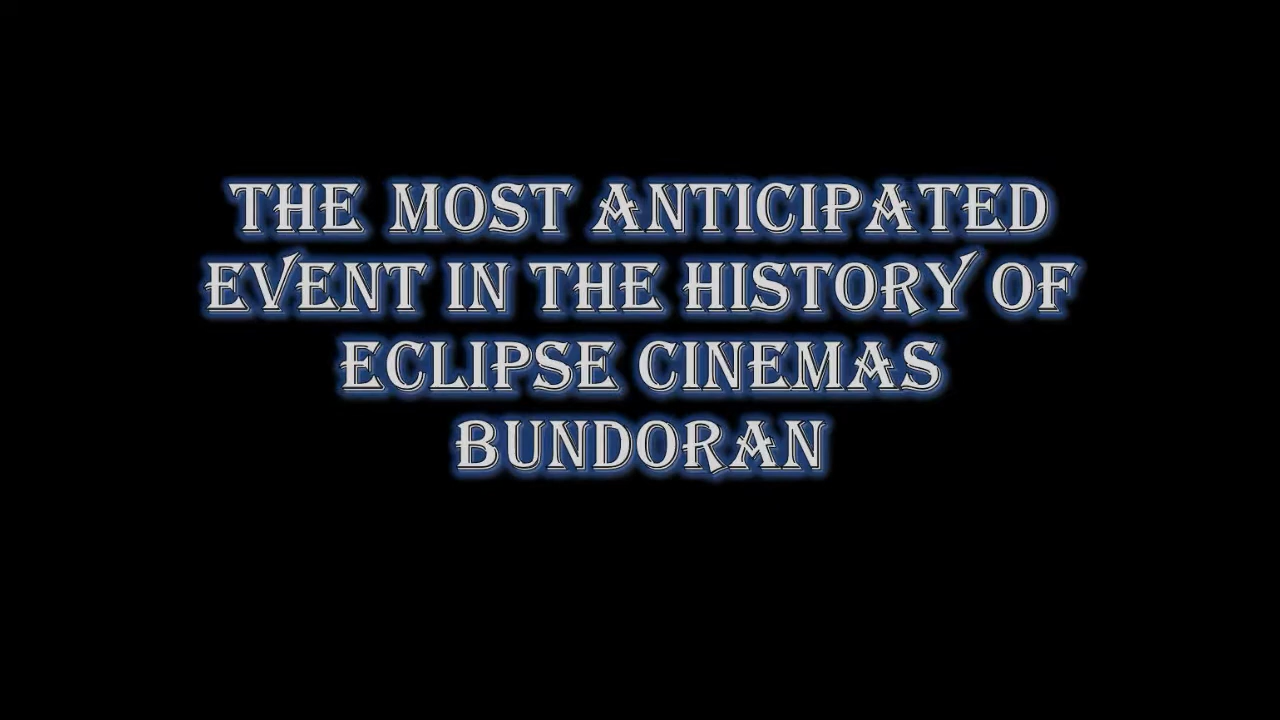 THE MOST ANTICIPATED
EVENT IN THE HISTORY OF
ECLIPSE CINEMAS
BUNDORAN